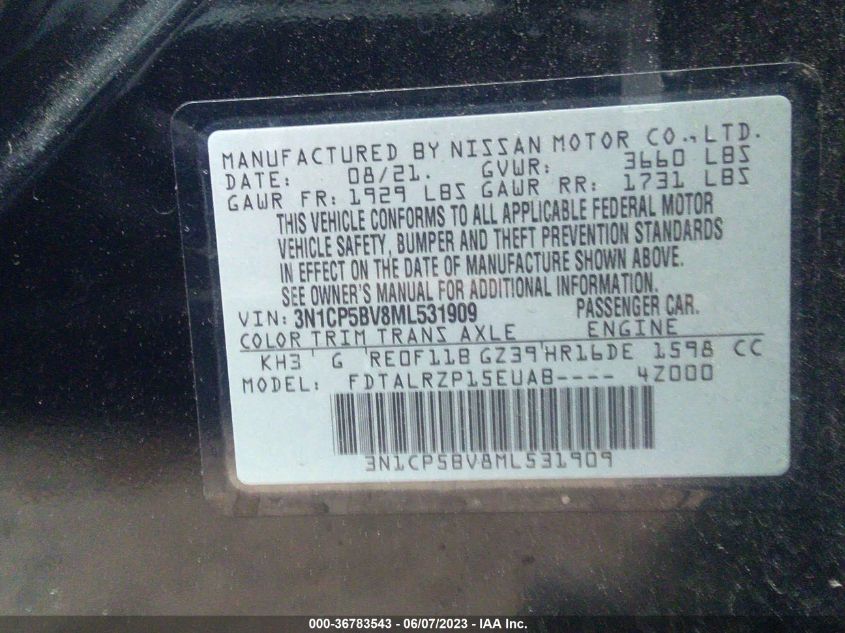 MANUFACTURED BY NISSAN MOTOR CO.,LTD.
DATE: 08/21. GVWR: 3660 LBS
GAWR FR: 1929 LBS GAWR RR: 1731 LBS
THIS VEHICLE CONFORMS TO ALL APPLICABLE FEDERAL MOTOR
VEHICLE SAFETY, BUMPER AND THEFT PREVENTION STANDARDS
IN EFFECT ON THE DATE OF MANUFACTURE SHOWN ABOVE.
SEE OWNER'S MANUAL FOR ADDITIONAL INFORMATION.
VIN: 3N1CP5BV8ML531909 PASSENGER CAR.
COLOR TRIM TRANS AXLE ENGINE
KH3 G RE0F11B GZ39 HR16DE 1598 CC
MODEL: FDTALRZP15EUAB---- 4Z000
3N1CP5BV8ML531909
000-36783543 - 06/07/2023 - IAA Inc.